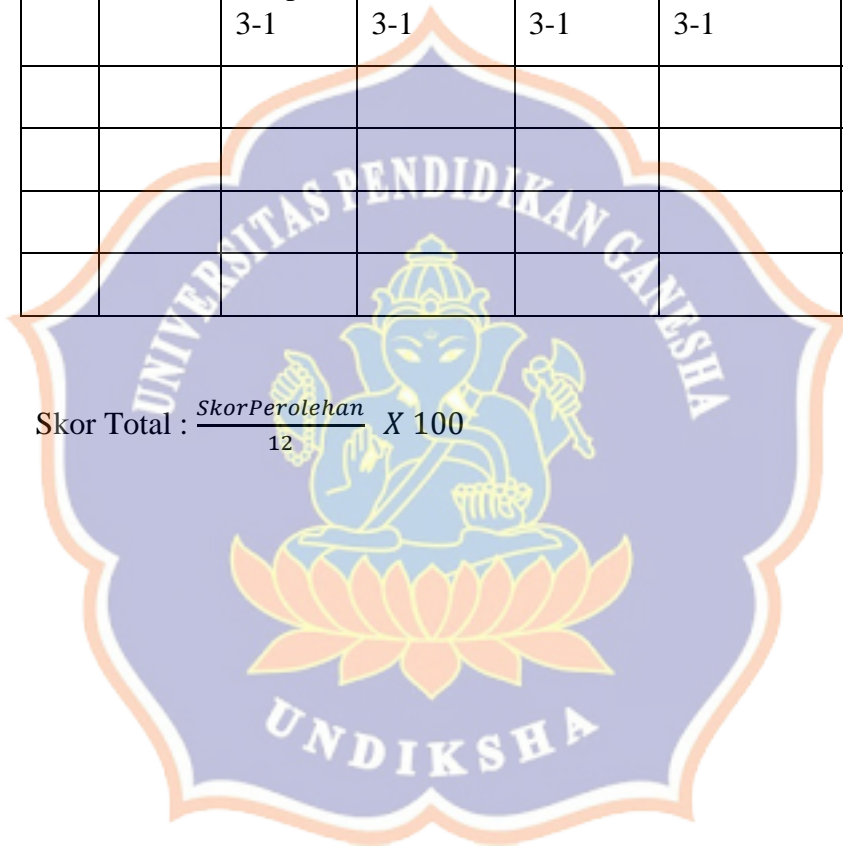 3-1 3-1 3-1 3-1
UNIVERSITAS PENDIDIKAN GANESHA
Skor Total : SkorPerolehan/12 X 100
UNDIKSHA